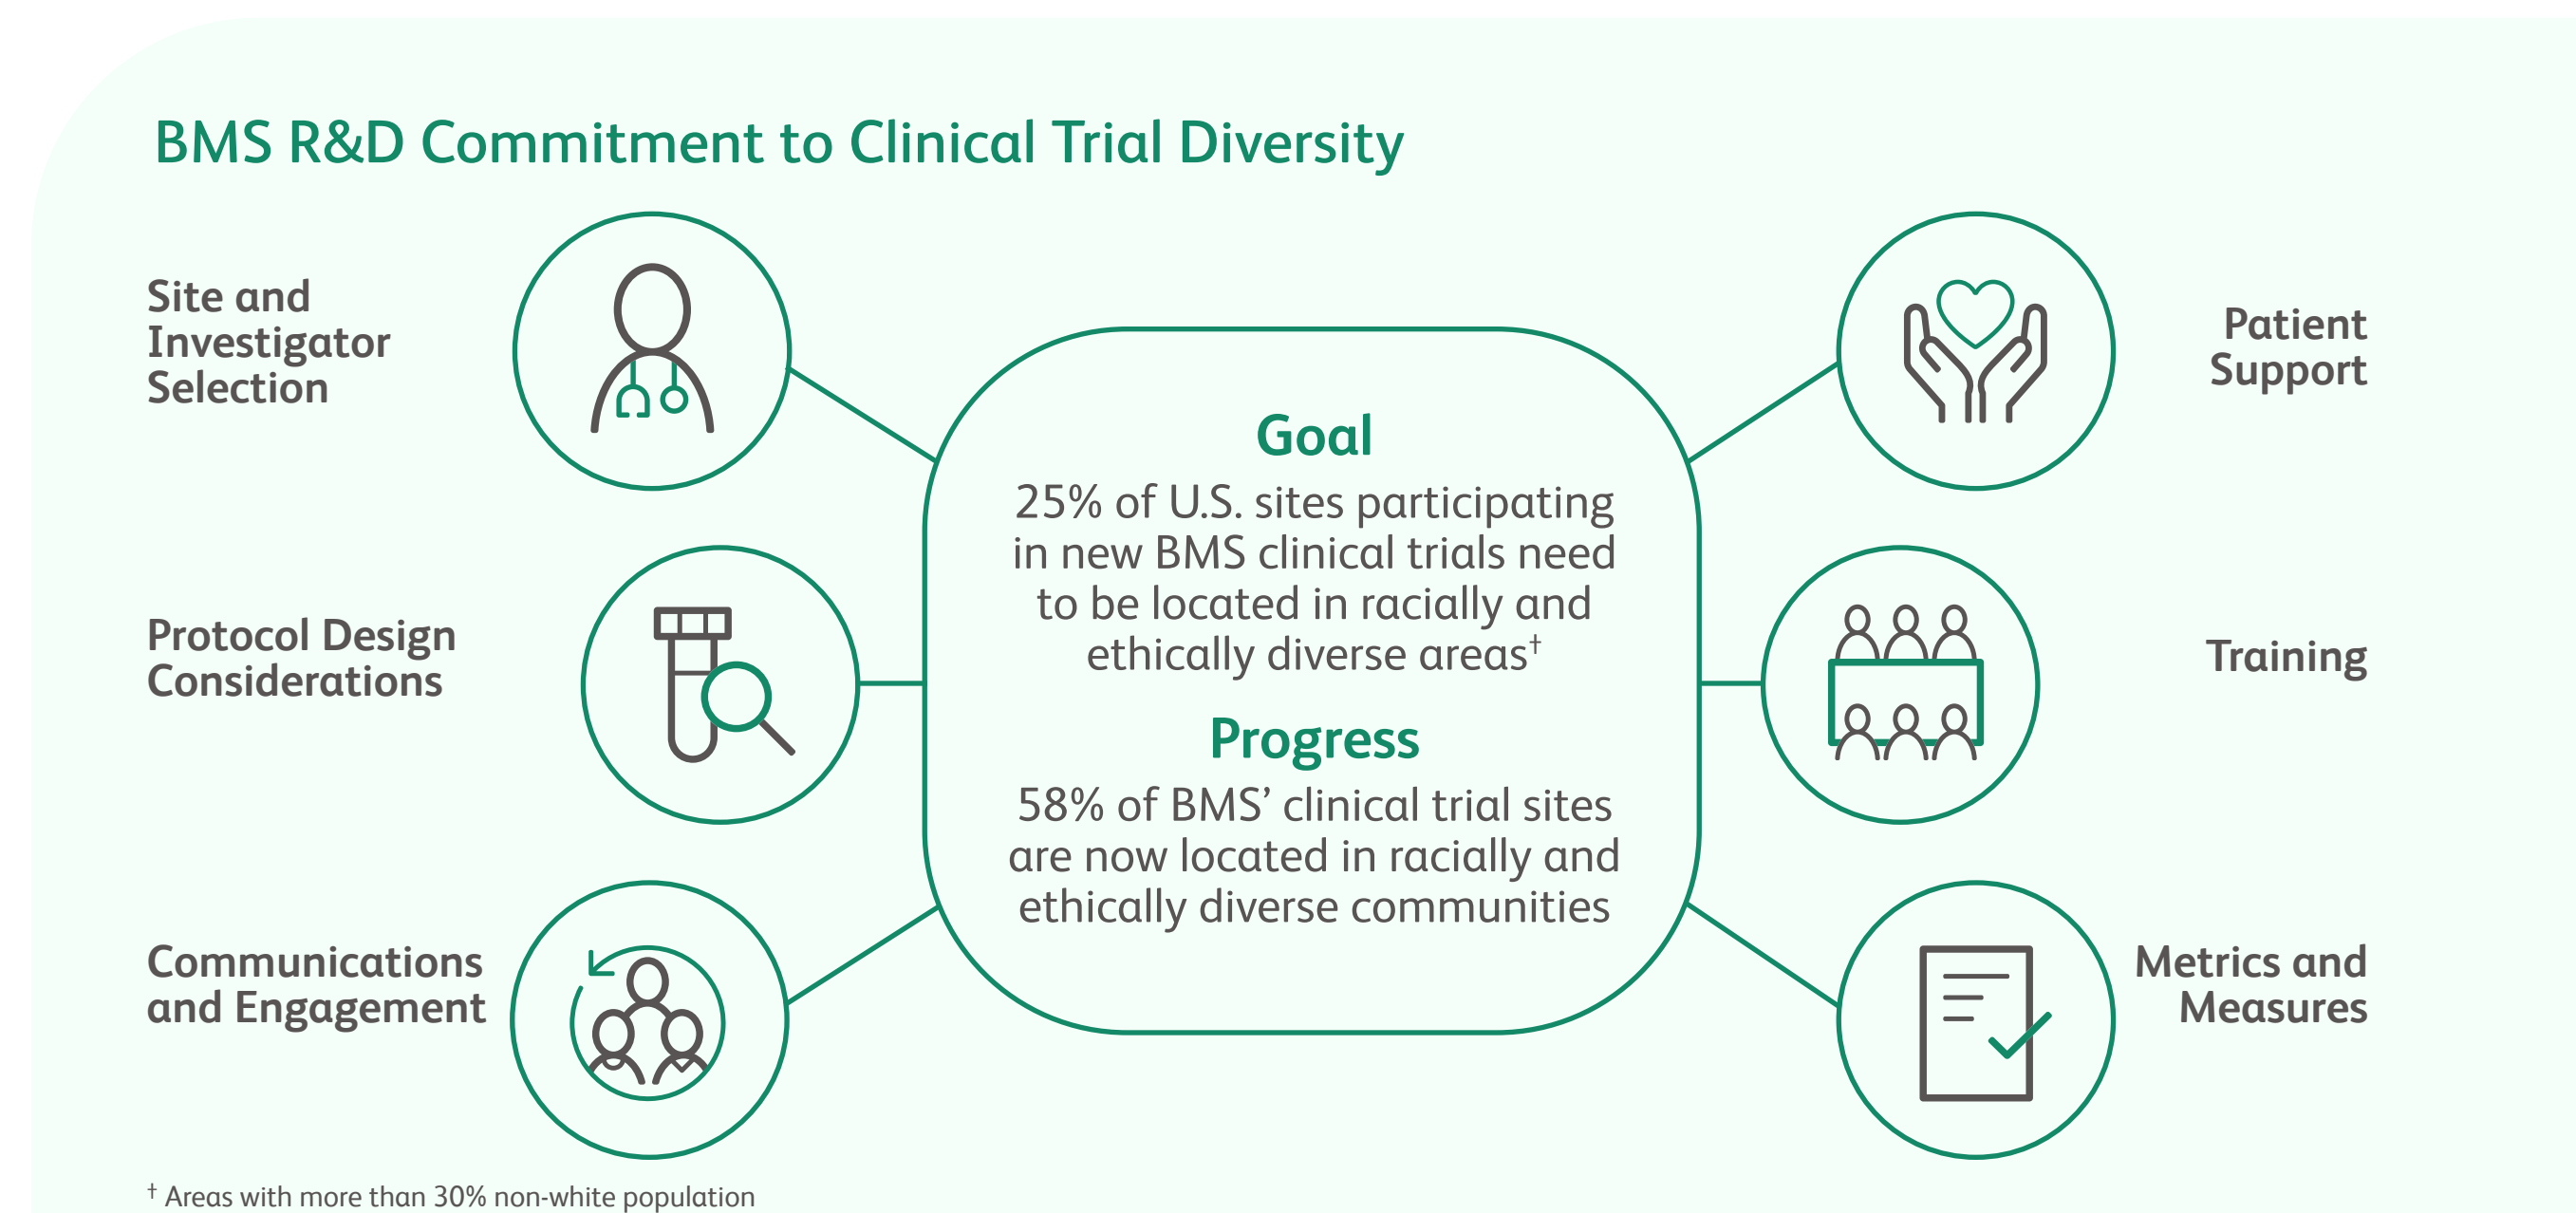 BMS R&D Commitment to Clinical Trial Diversity
Site and
Investigator
Selection
Protocol Design
Considerations
Communications
and Engagement
Goal
25% of U.S. sites participating
in new BMS clinical trials need
to be located in racially and
ethically diverse areas†
Progress
58% of BMS’ clinical trial sites
are now located in racially and
ethically diverse communities
Patient
Support
Training
Metrics and
Measures
† Areas with more than 30% non-white population